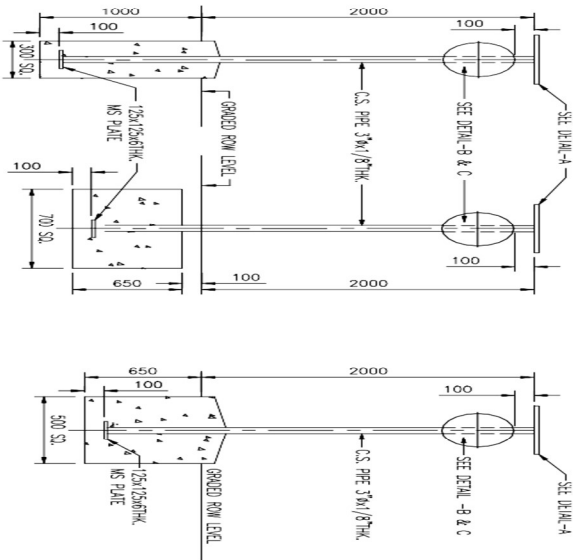 1000
2000
100
100
300 SQ.
125x125x6THK.
MS PLATE
GRADED ROW LEVEL
C.S. PIPE 3"Øx1/8"THK.
SEE DETAIL-B & C
SEE DETAIL-A
100
700 SQ.
100
100
650
2000
650
2000
100
100
500 SQ.
125x125x6THK.
MS PLATE
GRADED ROW LEVEL
C.S. PIPE 3"Øx1/8"THK.
SEE DETAIL -B & C
SEE DETAIL-A